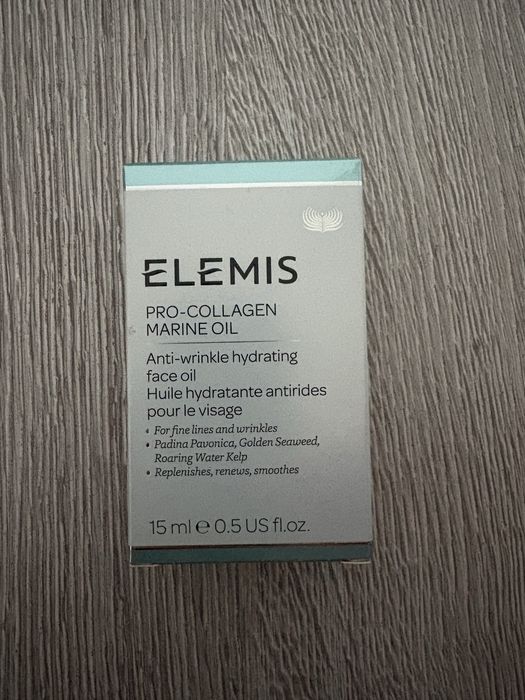 ELEMIS
PRO-COLLAGEN
MARINE OIL
Anti-wrinkle hydrating
face oil
Huile hydratante antirides
pour le visage
• For fine lines and wrinkles
• Padina Pavonica, Golden Seaweed,
Roaring Water Kelp
• Replenishes, renews, smoothes
15 ml ℮ 0.5 US fl.oz.